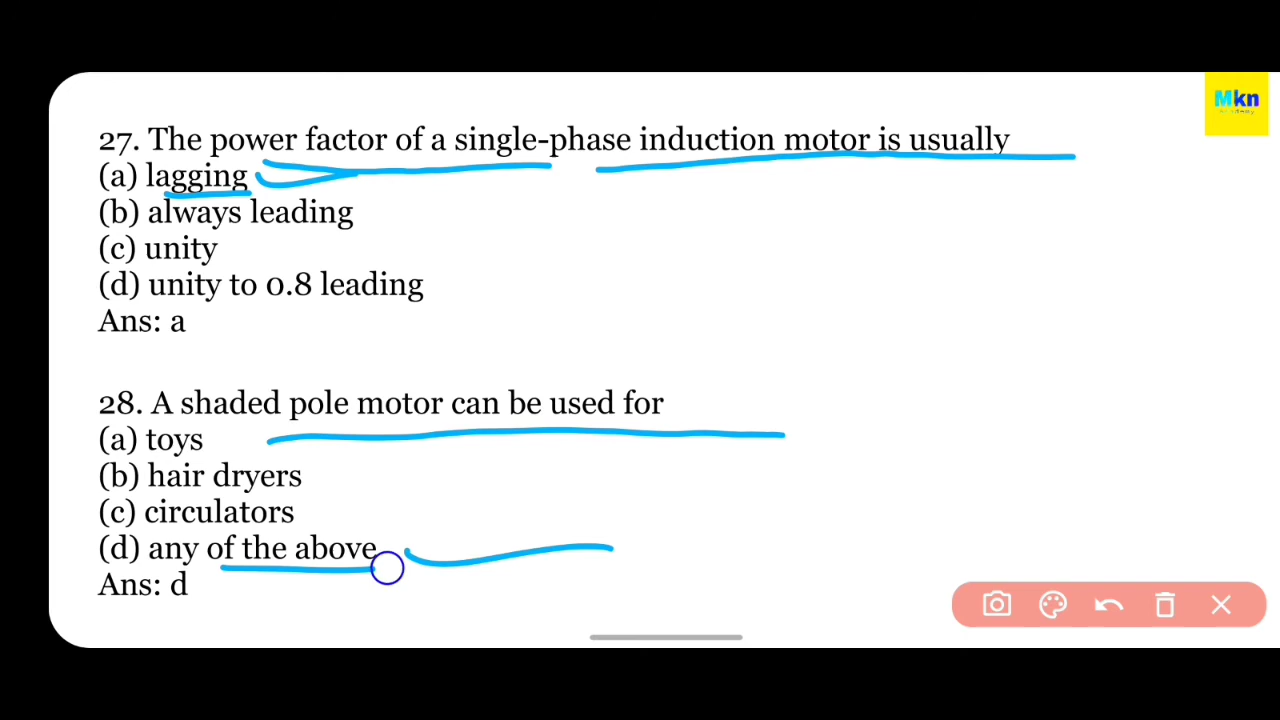 Mkn
27. The power factor of a single-phase induction motor is usually
(a) lagging
(b) always leading
(c) unity
(d) unity to 0.8 leading
Ans: a
28. A shaded pole motor can be used for
(a) toys
(b) hair dryers
(c) circulators
(d) any of the above
Ans: d